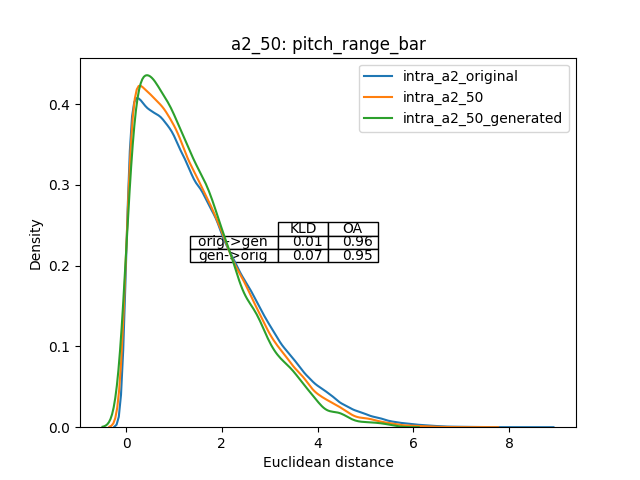 a2_50: pitch_range_bar
intra_a2_original
intra_a2_50
intra_a2_50_generated
0.4
0.3
0.2
0.1
0.0
Density
KLD OA
orig->gen 0.01 0.96
gen->orig 0.07 0.95
0 2 4 6 8
Euclidean distance